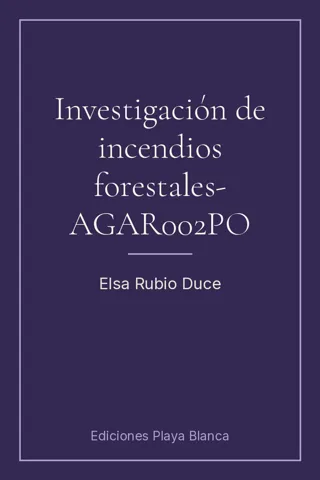 Investigación de
incendios
forestales-
AGAR002PO
Elsa Rubio Duce
Ediciones Playa Blanca